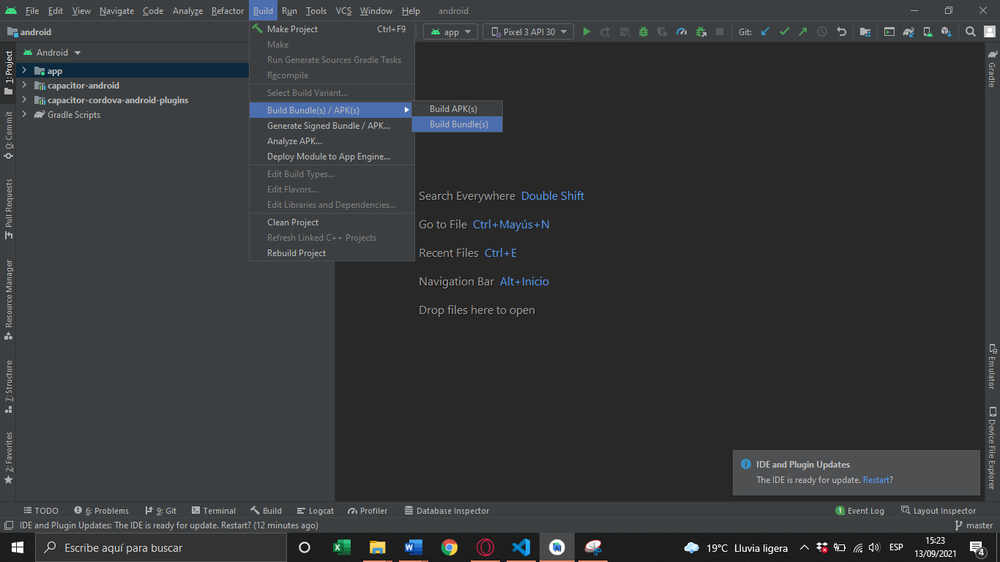 File Edit View Navigate Code Analyze Refactor Build Run Tools VCS Window Help android
android
app Pixel 3 API 30 Git:
Android
app
capacitor-android
capacitor-cordova-android-plugins
Gradle Scripts
Make Project Ctrl+F9
Make
Run Generate Sources Gradle Tasks
Recompile
Select Build Variant...
Build Bundle(s) / APK(s)
Generate Signed Bundle / APK...
Analyze APK...
Deploy Module to App Engine...
Edit Build Types...
Edit Flavors...
Edit Libraries and Dependencies...
Clean Project
Refresh Linked C++ Projects
Rebuild Project
Build APK(s)
Build Bundle(s)
Search Everywhere Double Shift
Go to File Ctrl+Mayús+N
Recent Files Ctrl+E
Navigation Bar Alt+Inicio
Drop files here to open
1: Project
0: Commit
Pull Requests
Resource Manager
7: Structure
2: Favorites
Gradle
Emulator
Device File Explorer
IDE and Plugin Updates
The IDE is ready for update. Restart?
TODO 6: Problems 9: Git Terminal Build Logcat Profiler Database Inspector 1 Event Log Layout Inspector
IDE and Plugin Updates: The IDE is ready for update. Restart? (12 minutes ago) master
Escribe aquí para buscar
19°C Lluvia ligera ESP
15:23
13/09/2021
4